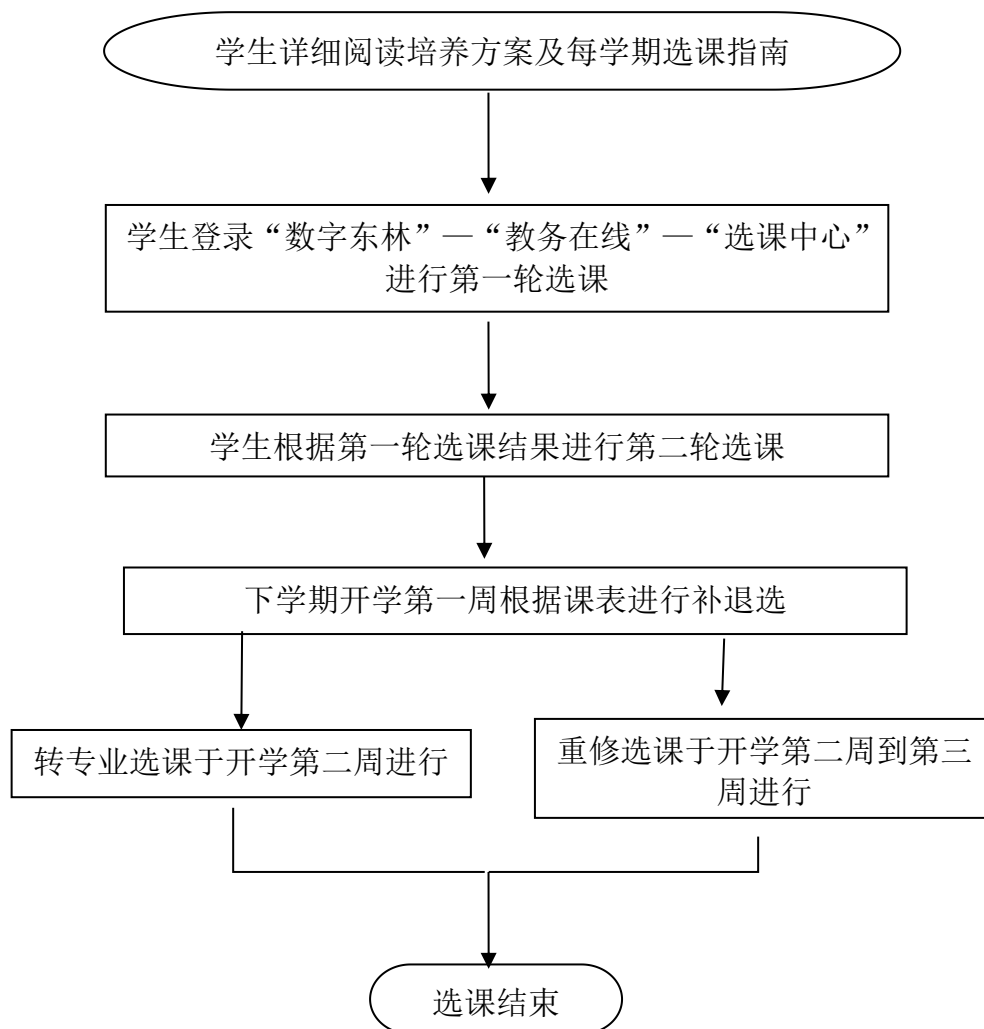 学生详细阅读培养方案及每学期选课指南
学生登录“数字东林”—“教务在线”—“选课中心”
进行第一轮选课
学生根据第一轮选课结果进行第二轮选课
下学期开学第一周根据课表进行补退选
转专业选课于开学第二周进行
重修选课于开学第二周到第三
周进行
选课结束